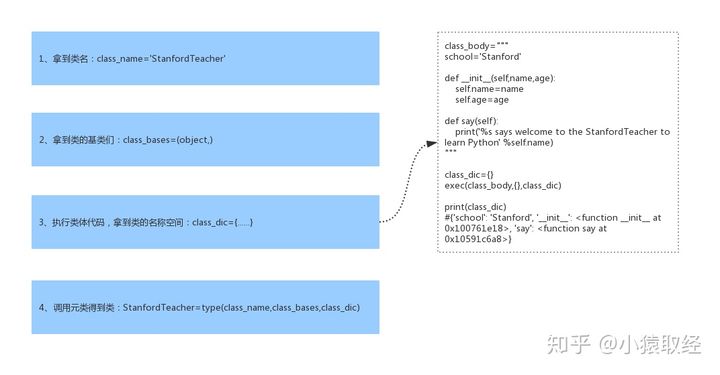 1、拿到类名：class_name='StanfordTeacher'
2、拿到类的基类们：class_bases=(object,)
3、执行类体代码，拿到类的名称空间：class_dic={......}
4、调用元类得到类：StanfordTeacher=type(class_name,class_bases,class_dic)
class_body="""
school='Stanford'
def __init__(self,name,age):
self.name=name
self.age=age
def say(self):
print('%s says welcome to the StanfordTeacher to
learn Python' %self.name)
"""
class_dic={}
exec(class_body,{},class_dic)
print(class_dic)
#{'school': 'Stanford', '__init__': <function __init__ at
0x100761e18>, 'say': <function say at
0x10591c6a8>}
知乎 @小猿取经